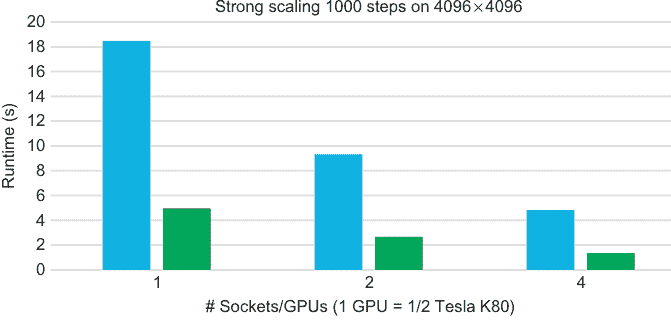 Strong scaling 1000 steps on 4096×4096
Runtime (s)
20
18
16
14
12
10
8
6
4
2
0
1 2 4
# Sockets/GPUs (1 GPU = 1/2 Tesla K80)